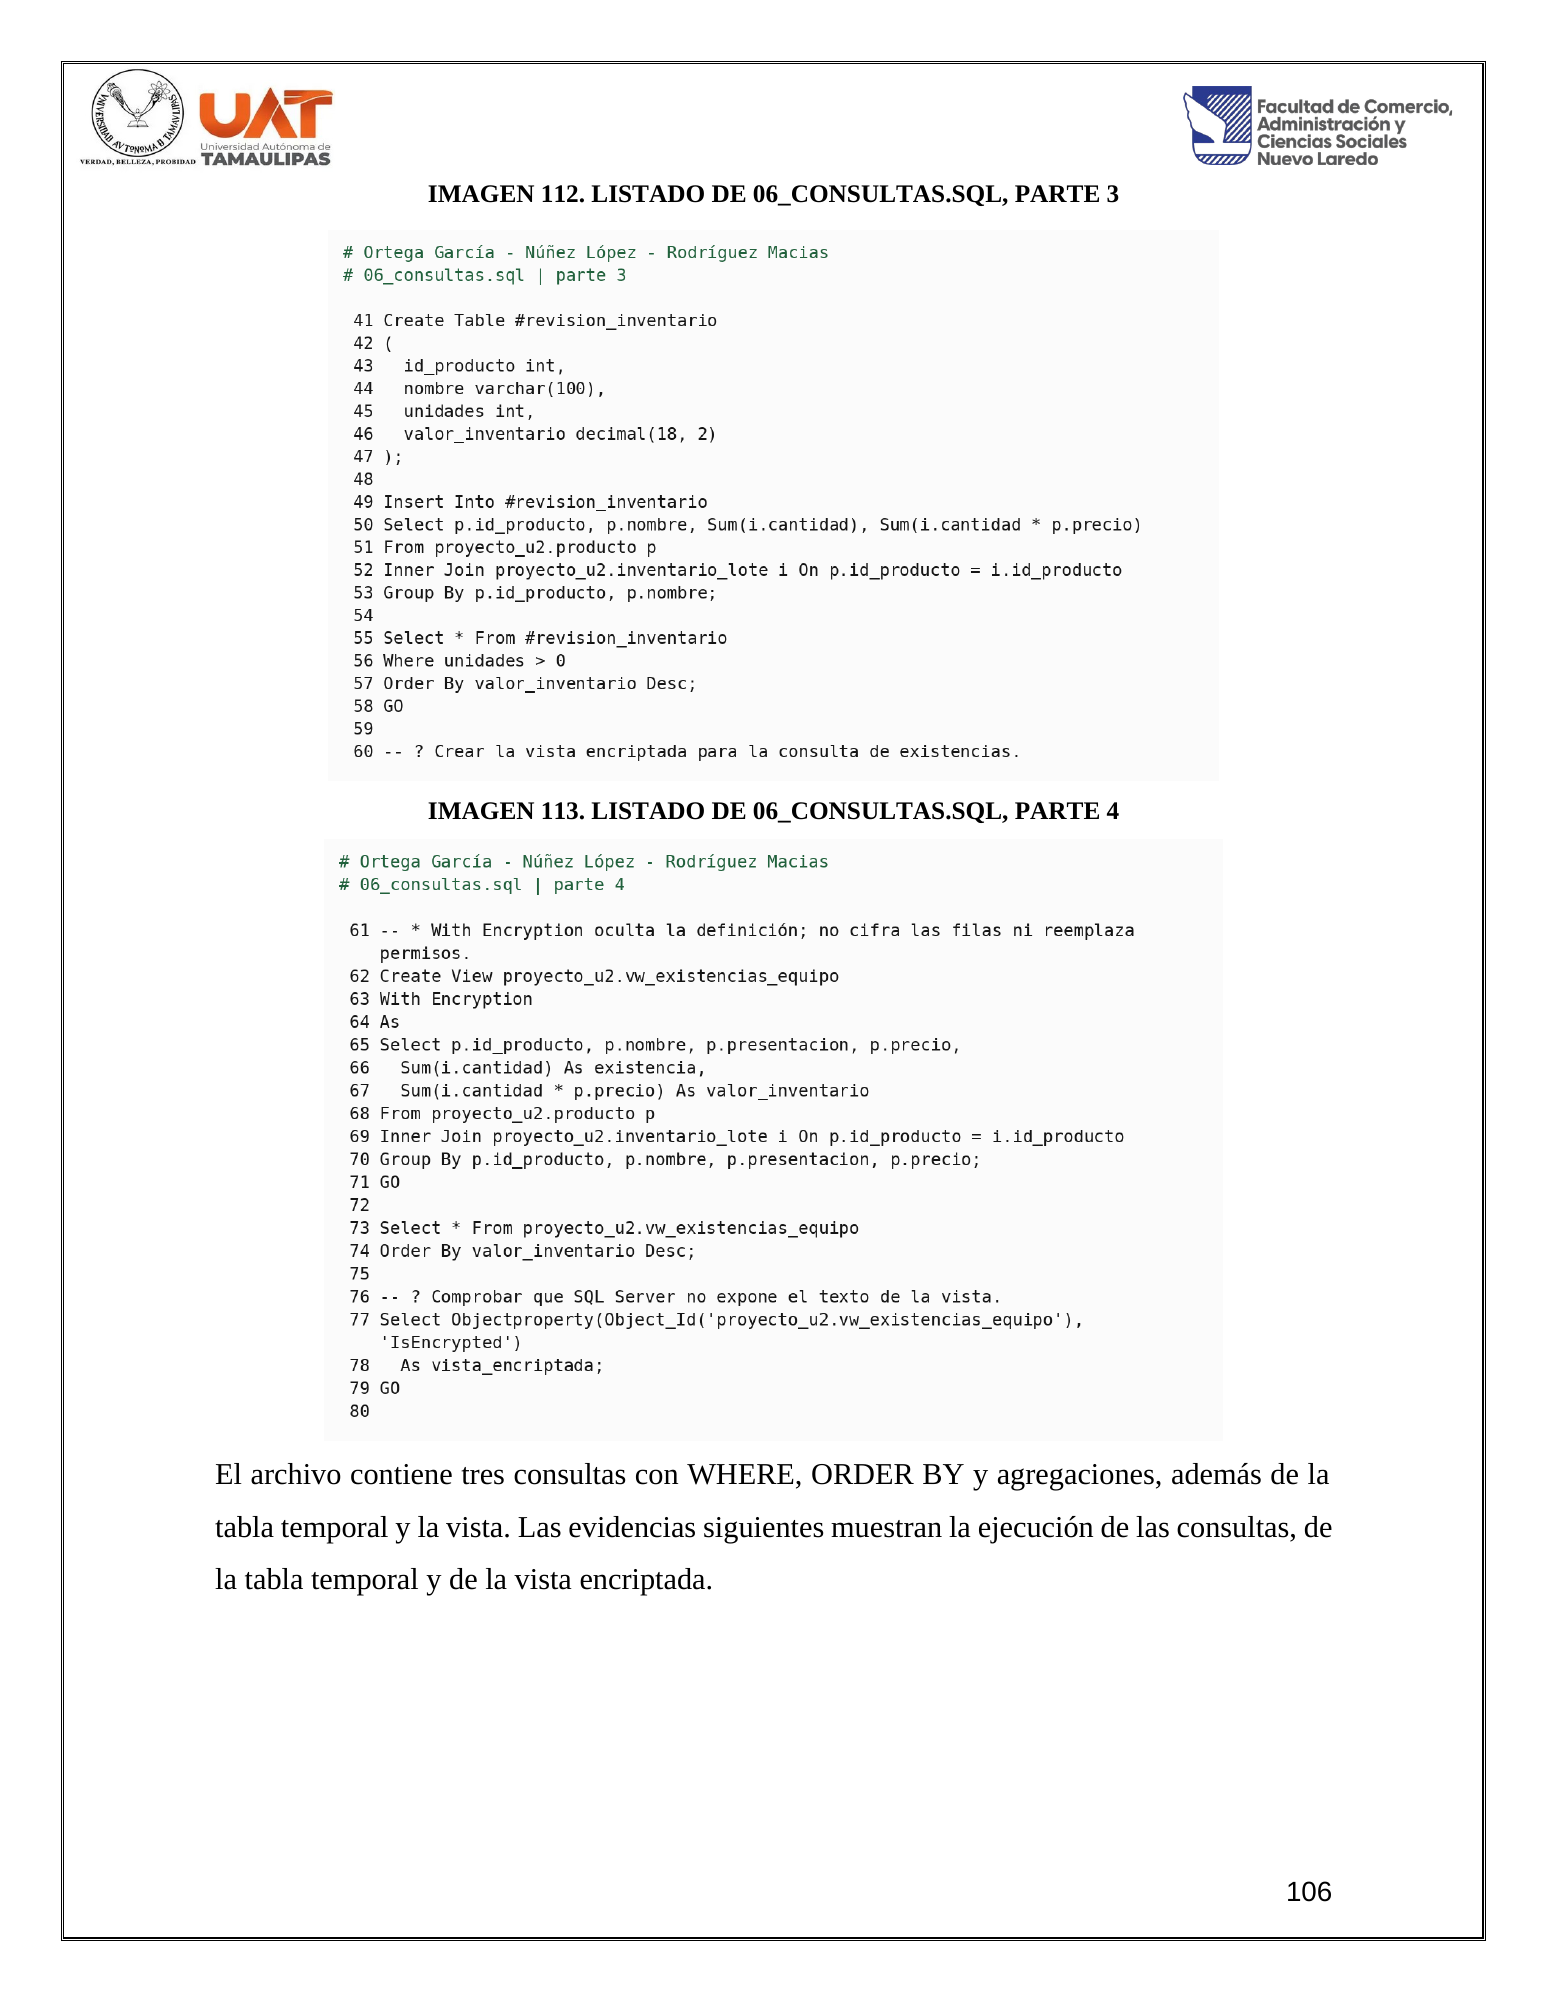 UNIVERSIDAD AUTONOMA DE TAMAULIPAS
VERDAD, BELLEZA, PROBIDAD
UAT
Universidad Autónoma de
TAMAULIPAS
Facultad de Comercio,
Administración y
Ciencias Sociales
Nuevo Laredo
IMAGEN 112. LISTADO DE 06_CONSULTAS.SQL, PARTE 3
# Ortega García - Núñez López - Rodríguez Macias
# 06_consultas.sql | parte 3
41 Create Table #revision_inventario
42 (
43   id_producto int,
44   nombre varchar(100),
45   unidades int,
46   valor_inventario decimal(18, 2)
47 );
48
49 Insert Into #revision_inventario
50 Select p.id_producto, p.nombre, Sum(i.cantidad), Sum(i.cantidad * p.precio)
51 From proyecto_u2.producto p
52 Inner Join proyecto_u2.inventario_lote i On p.id_producto = i.id_producto
53 Group By p.id_producto, p.nombre;
54
55 Select * From #revision_inventario
56 Where unidades > 0
57 Order By valor_inventario Desc;
58 GO
59
60 -- ? Crear la vista encriptada para la consulta de existencias.
IMAGEN 113. LISTADO DE 06_CONSULTAS.SQL, PARTE 4
# Ortega García - Núñez López - Rodríguez Macias
# 06_consultas.sql | parte 4
61 -- * With Encryption oculta la definición; no cifra las filas ni reemplaza
permisos.
62 Create View proyecto_u2.vw_existencias_equipo
63 With Encryption
64 As
65 Select p.id_producto, p.nombre, p.presentacion, p.precio,
66   Sum(i.cantidad) As existencia,
67   Sum(i.cantidad * p.precio) As valor_inventario
68 From proyecto_u2.producto p
69 Inner Join proyecto_u2.inventario_lote i On p.id_producto = i.id_producto
70 Group By p.id_producto, p.nombre, p.presentacion, p.precio;
71 GO
72
73 Select * From proyecto_u2.vw_existencias_equipo
74 Order By valor_inventario Desc;
75
76 -- ? Comprobar que SQL Server no expone el texto de la vista.
77 Select Objectproperty(Object_Id('proyecto_u2.vw_existencias_equipo'),
'IsEncrypted')
78   As vista_encriptada;
79 GO
80
El archivo contiene tres consultas con WHERE, ORDER BY y agregaciones, además de la
tabla temporal y la vista. Las evidencias siguientes muestran la ejecución de las consultas, de
la tabla temporal y de la vista encriptada.
106